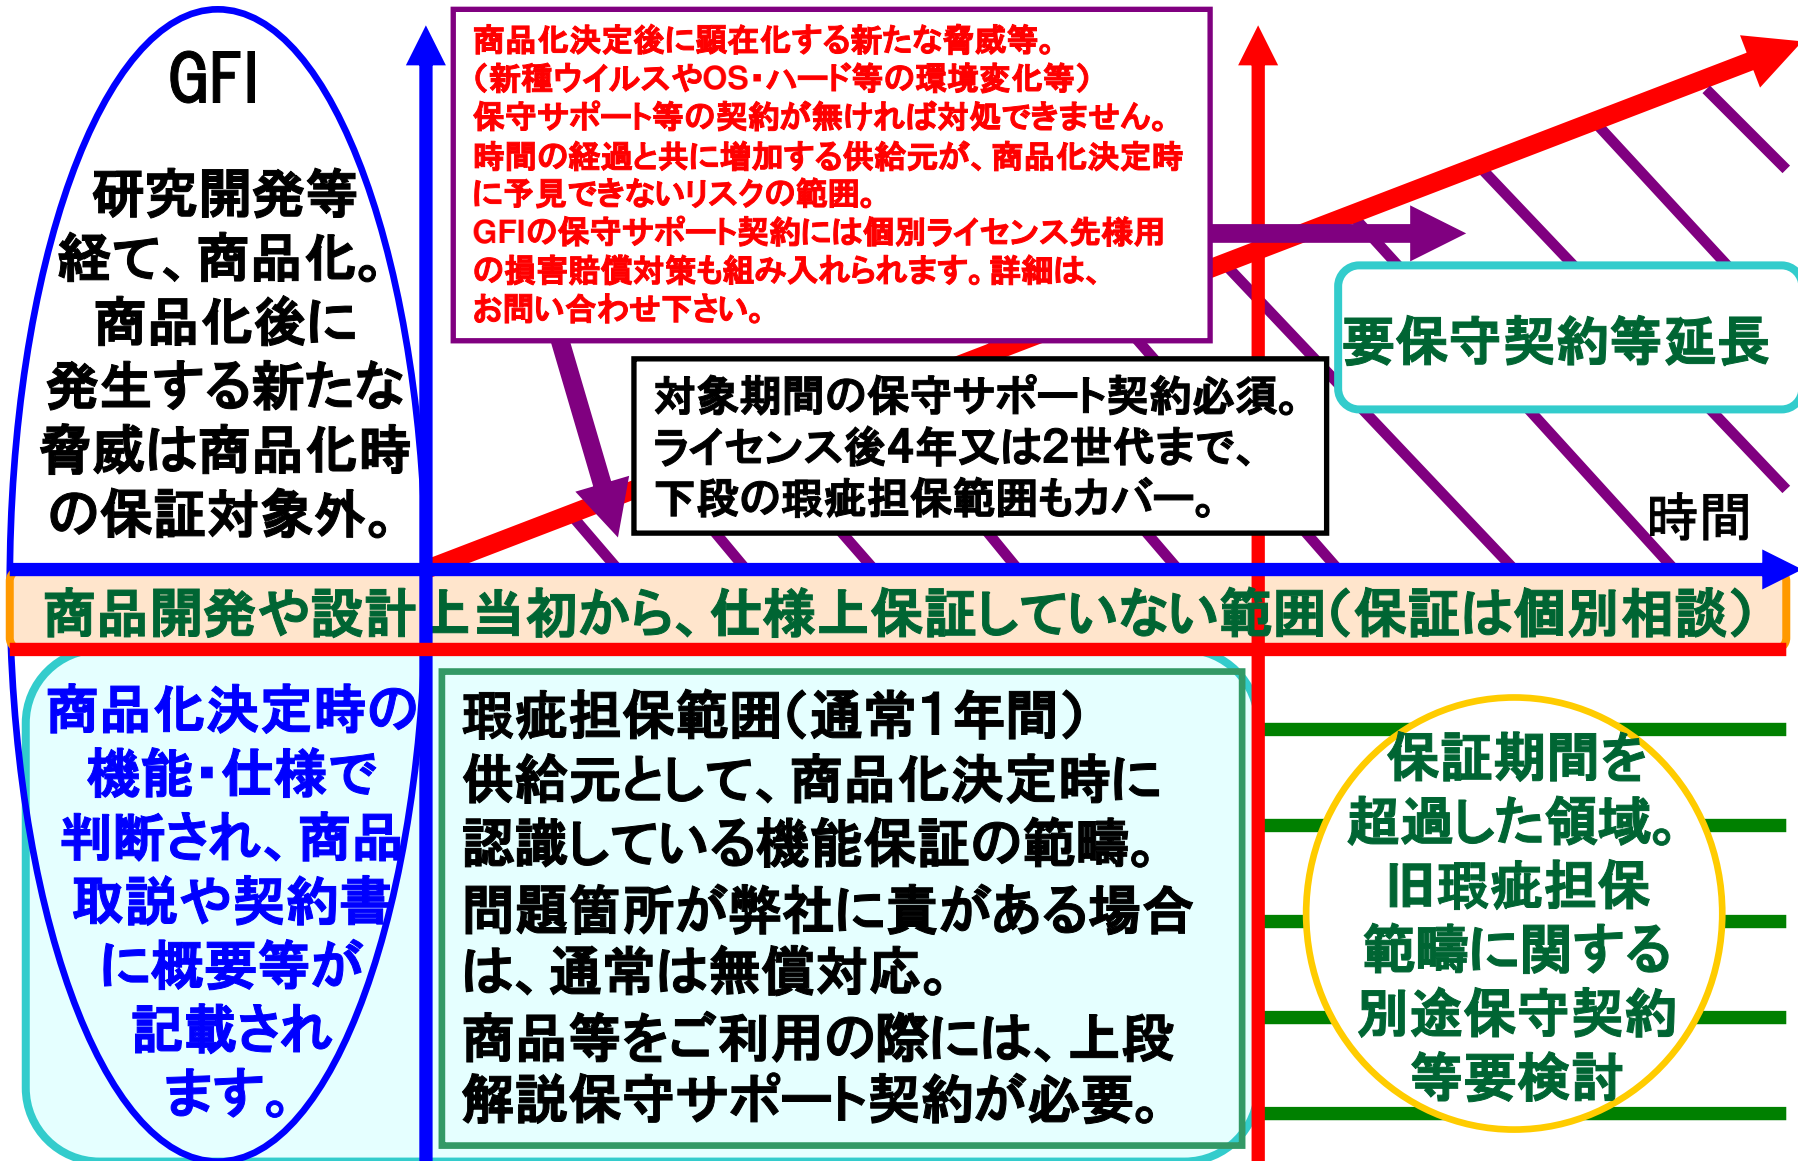 GFI
研究開発等
経て、商品化。
商品化後に
発生する新たな
脅威は商品化時
の保証対象外。
商品化決定後に顕在化する新たな脅威等。
（新種ウイルスやOS・ハード等の環境変化等）
保守サポート等の契約が無ければ対処できません。
時間の経過と共に増加する供給元が、商品化決定時
に予見できないリスクの範囲。
GFIの保守サポート契約には個別ライセンス先様用
の損害賠償対策も組み入れられます。詳細は、
お問い合わせ下さい。
要保守契約等延長
対象期間の保守サポート契約必須。
ライセンス後4年又は2世代まで、
下段の瑕疵担保範囲もカバー。
時間
商品開発や設計上当初から、仕様上保証していない範囲（保証は個別相談）
商品化決定時の
機能・仕様で
判断され、商品
取説や契約書
に概要等が
記載され
ます。
瑕疵担保範囲（通常1年間）
供給元として、商品化決定時に
認識している機能保証の範疇。
問題箇所が弊社に責がある場合
は、通常は無償対応。
商品等をご利用の際には、上段
解説保守サポート契約が必要。
保証期間を
超過した領域。
旧瑕疵担保
範疇に関する
別途保守契約
等要検討